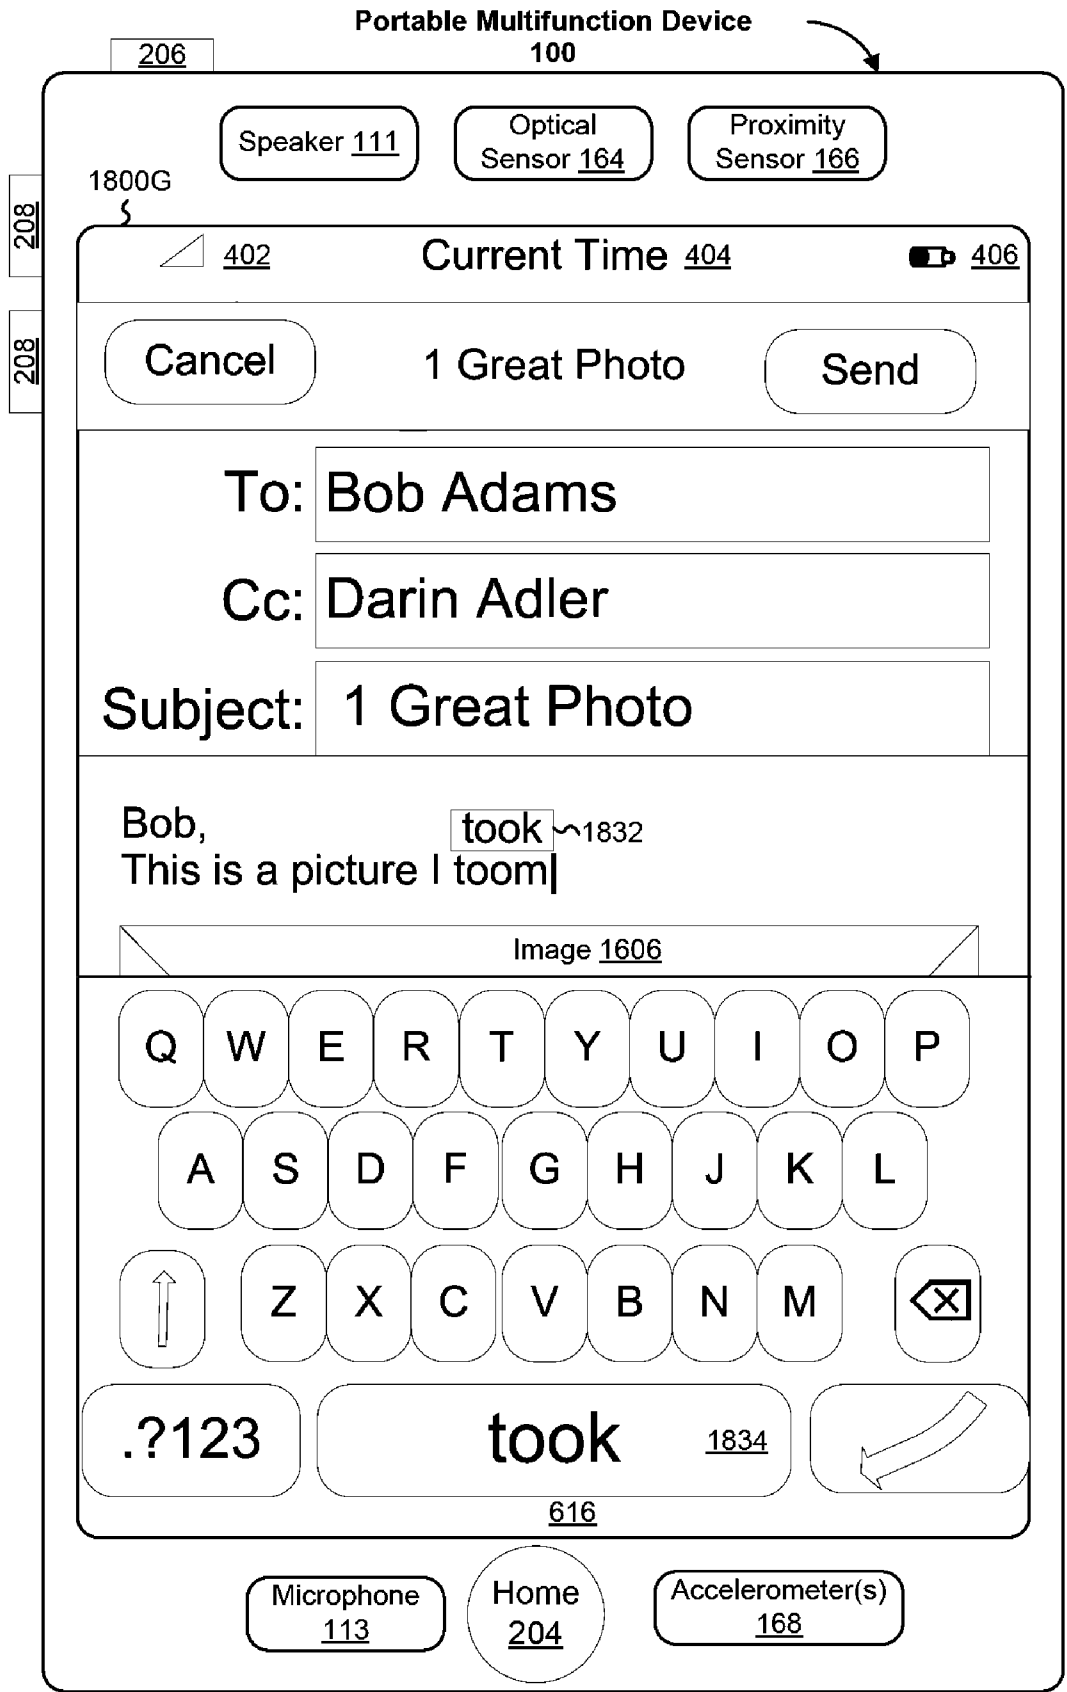 Portable Multifunction Device
100
206
Speaker 111
Optical
Sensor 164
Proximity
Sensor 166
1800G
208
208
402
Current Time 404
406
Cancel
1 Great Photo
Send
To: Bob Adams
Cc: Darin Adler
Subject: 1 Great Photo
Bob,
took 1832
This is a picture I toom
Image 1606
Q W E R T Y U I O P
A S D F G H J K L
Z X C V B N M
.?123
took 1834
616
Microphone
113
Home
204
Accelerometer(s)
168